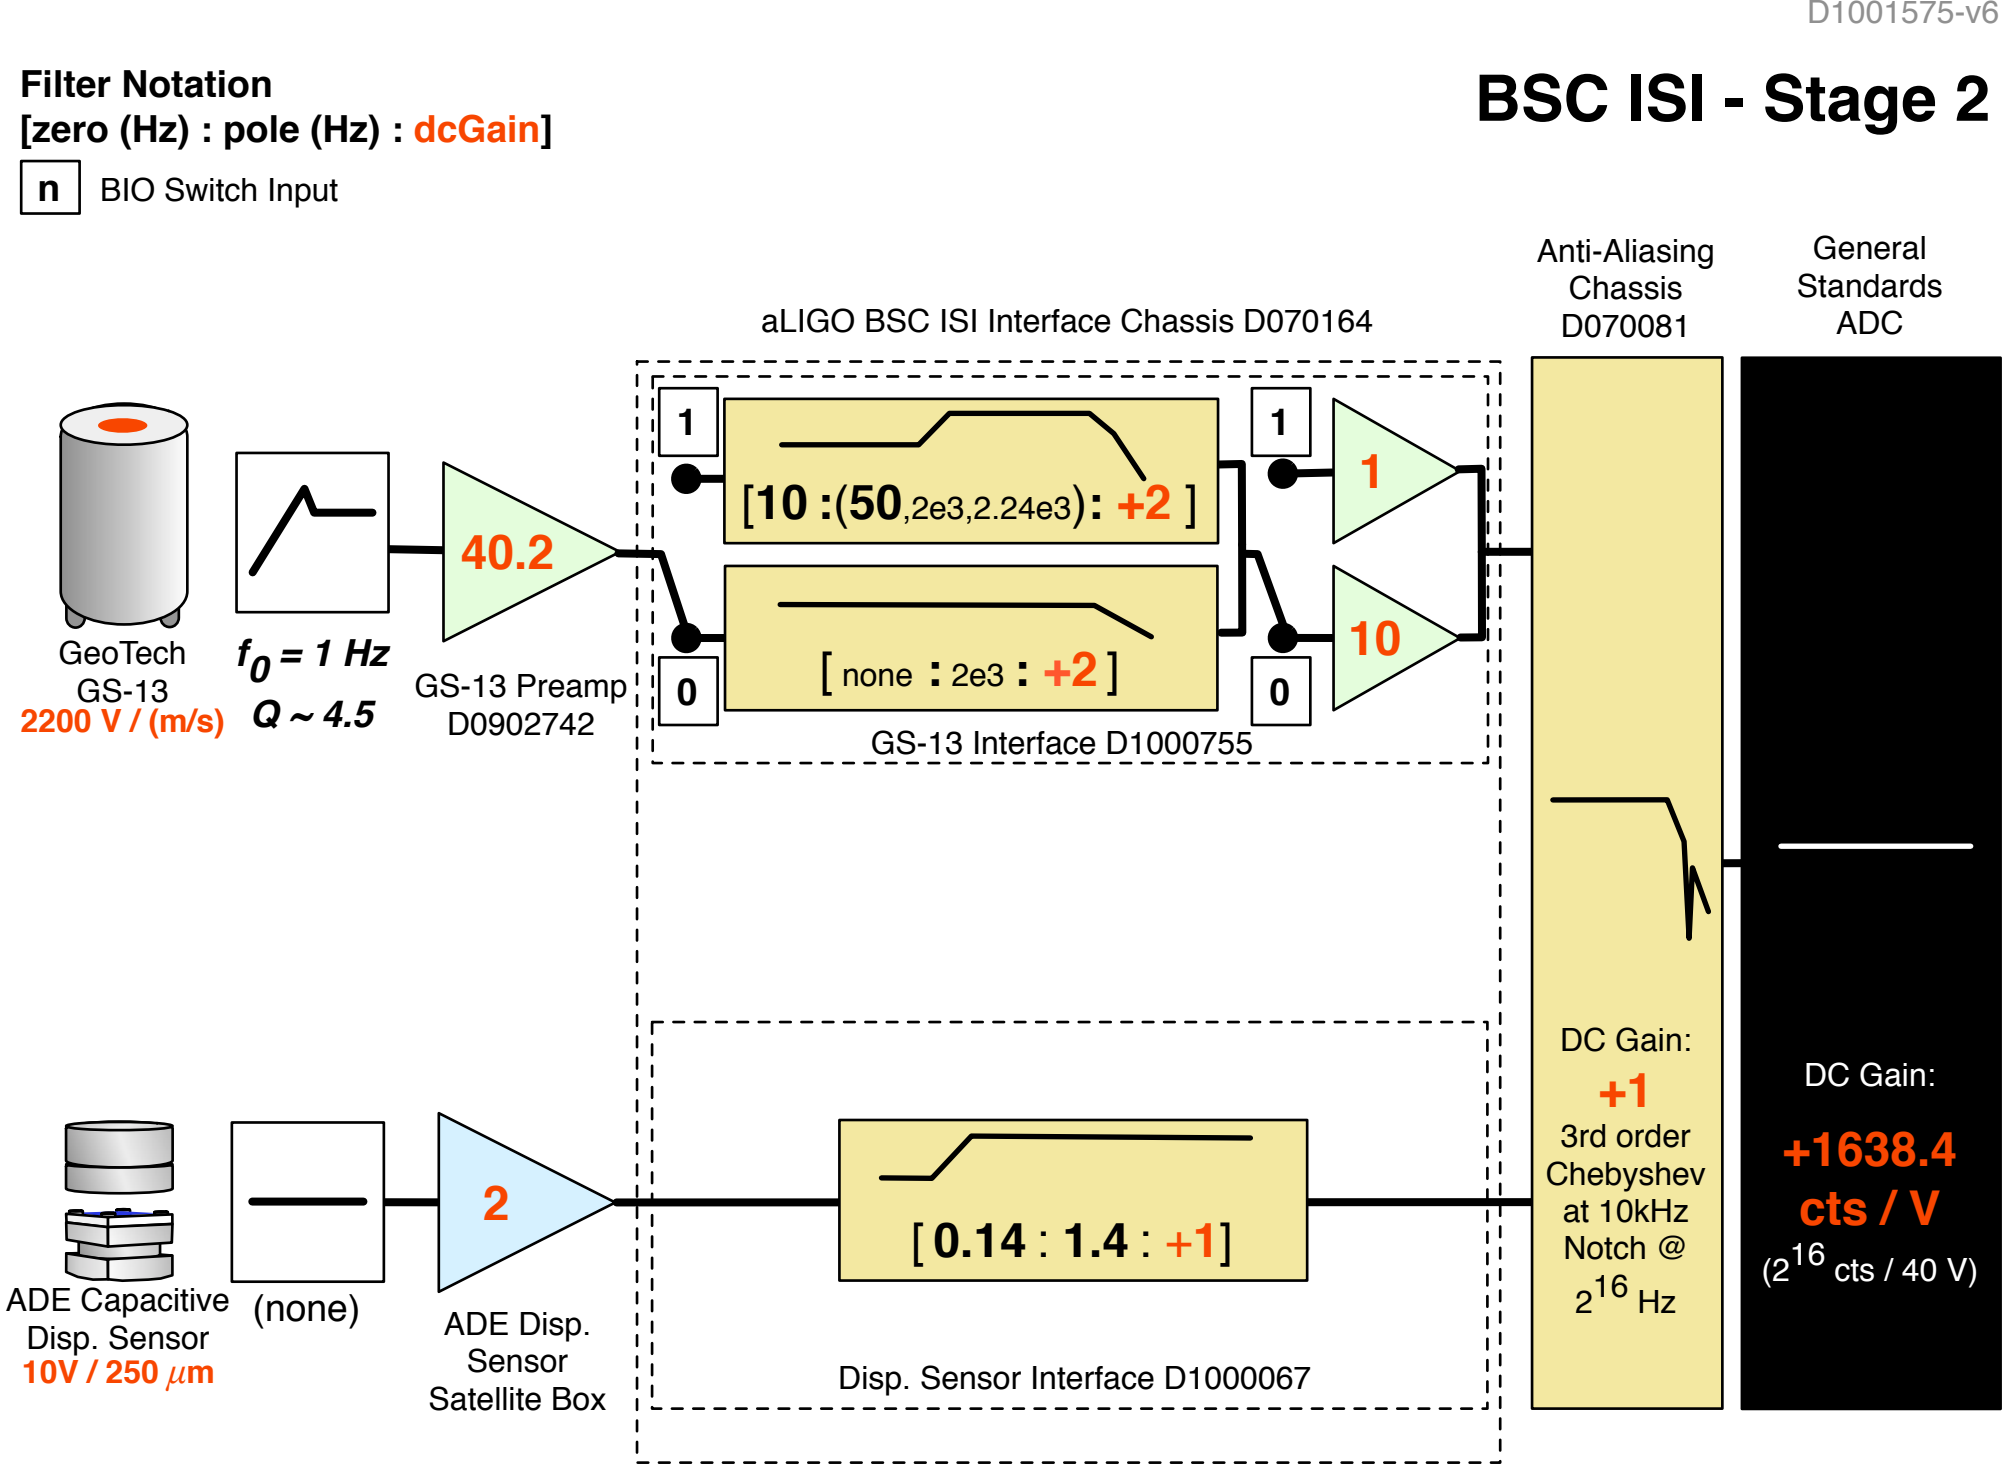 D1001575-v6
Filter Notation
[zero (Hz) : pole (Hz) : dcGain]
n BIO Switch Input
BSC ISI - Stage 2
Anti-Aliasing
Chassis
D070081
General
Standards
ADC
aLIGO BSC ISI Interface Chassis D070164
1
[10 :(50,2e3,2.24e3): +2 ]
1
1
40.2
[ none : 2e3 : +2 ]
10
0
0
GS-13 Interface D1000755
GeoTech
GS-13
2200 V / (m/s)
f0 = 1 Hz
Q ~ 4.5
GS-13 Preamp
D0902742
DC Gain:
+1
3rd order
Chebyshev
at 10kHz
Notch @
2^16 Hz
DC Gain:
+1638.4
cts / V
(2^16 cts / 40 V)
2
[ 0.14 : 1.4 : +1]
ADE Capacitive
Disp. Sensor
10V / 250 μm
(none)
ADE Disp.
Sensor
Satellite Box
Disp. Sensor Interface D1000067